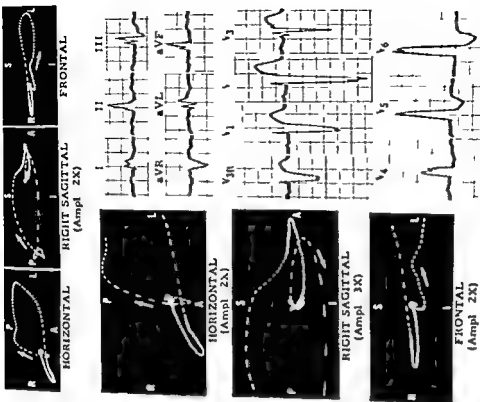 P
R L
A
HORIZONTAL
S
P A
I
RIGHT SAGITTAL
(Ampl 2X)
S
R L
I
FRONTAL
P
R L
A
HORIZONTAL
(Ampl 2X)
S
P A
I
RIGHT SAGITTAL
(Ampl 3X)
S
R L
I
FRONTAL
(Ampl 2X)
I II III
aVR aVL aVF
V3R V1 V3
V4 V5 V6